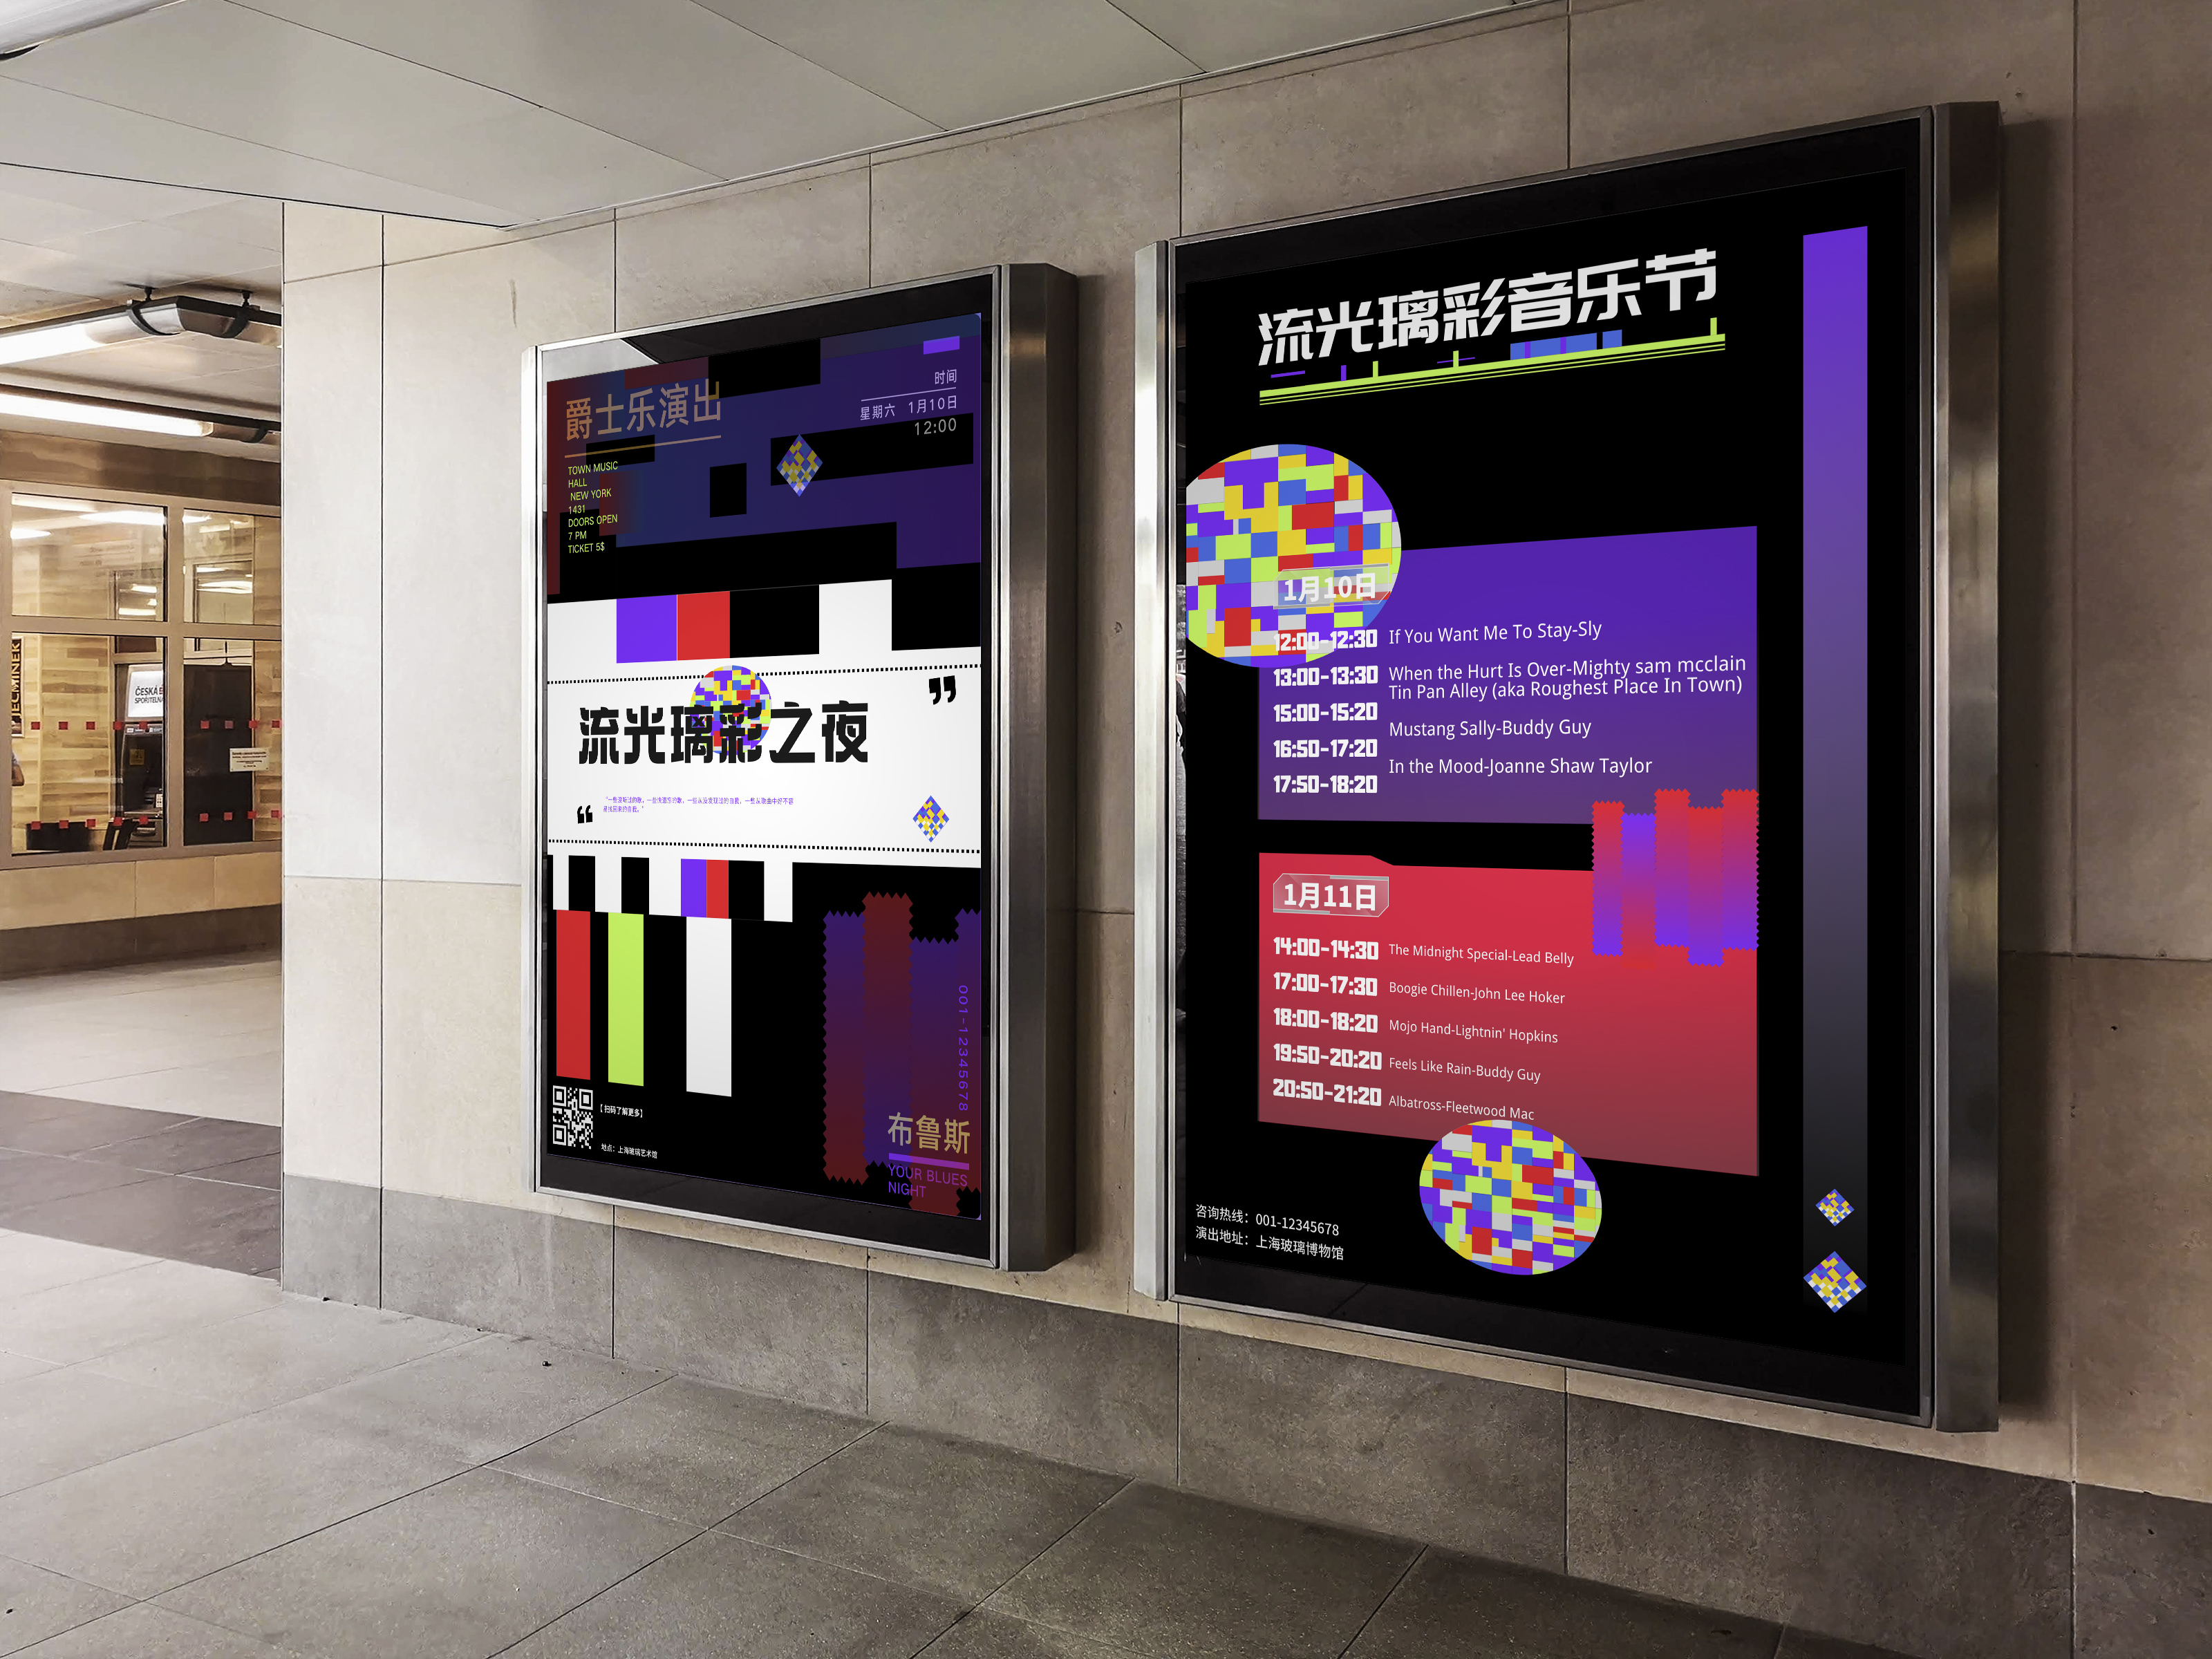 爵士乐演出
TOWN MUSIC
HALL
NEW YORK
1431
DOORS OPEN
7 PM
TICKET 5$
时间
星期六 1月10日
12:00
流光璃彩之夜
【扫码了解更多】
地点：上海玻璃艺术馆
001-12345678
布鲁斯
YOUR BLUES
NIGHT
流光璃彩音乐节
1月10日
12:00-12:30 If You Want Me To Stay-Sly
13:00-13:30 When the Hurt Is Over-Mighty sam mcclain
Tin Pan Alley (aka Roughest Place In Town)
15:00-15:20
16:50-17:20 Mustang Sally-Buddy Guy
17:50-18:20 In the Mood-Joanne Shaw Taylor
1月11日
14:00-14:30 The Midnight Special-Lead Belly
17:00-17:30 Boogie Chillen-John Lee Hoker
18:00-18:20 Mojo Hand-Lightnin' Hopkins
19:50-20:20 Feels Like Rain-Buddy Guy
20:50-21:20 Albatross-Fleetwood Mac
咨询热线：001-12345678
演出地址：上海玻璃博物馆
ČESKÁ
SPOŘITELNA